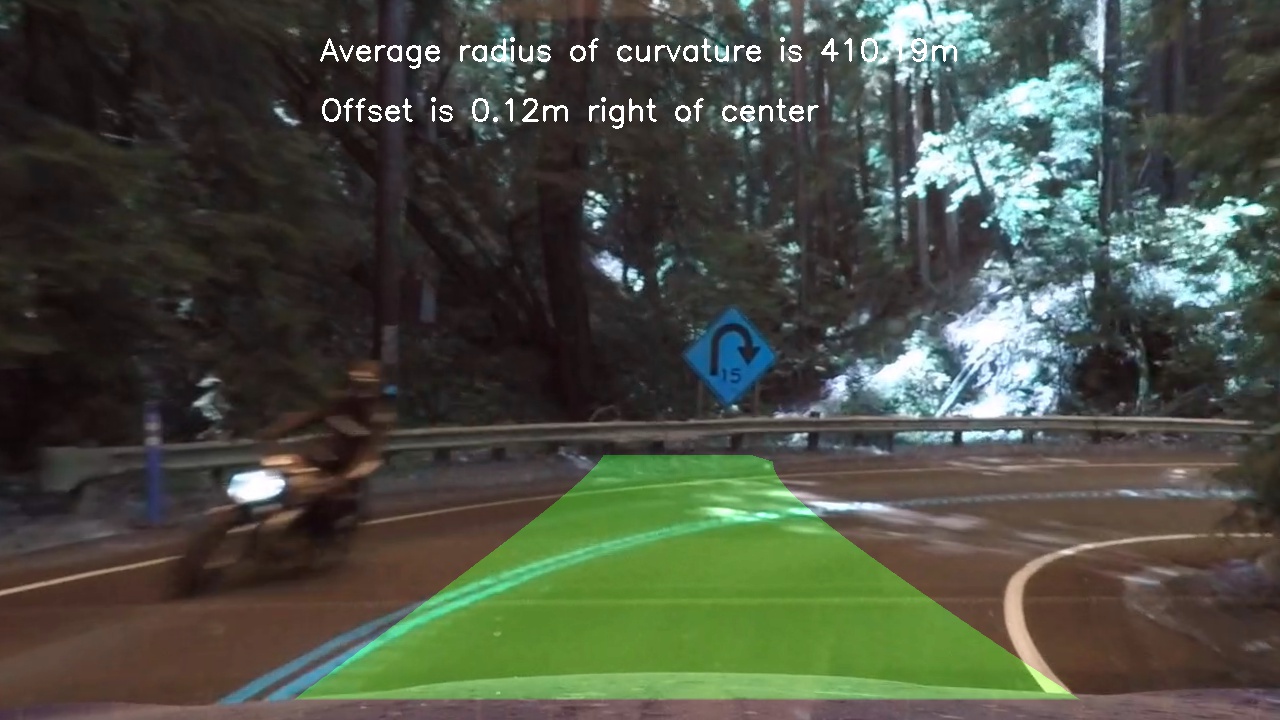 Average radius of curvature is 410.19m
Offset is 0.12m right of center
15